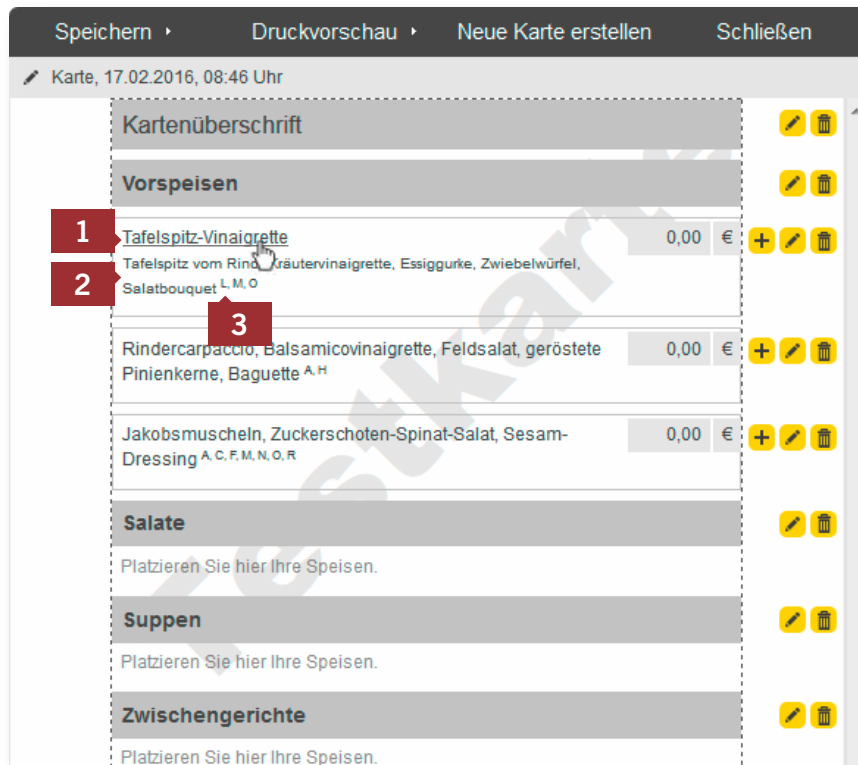 Speichern Druckvorschau Neue Karte erstellen Schließen
Karte, 17.02.2016, 08:46 Uhr
Kartenüberschrift
Vorspeisen
1 Tafelspitz-Vinaigrette 0,00 €
Tafelspitz vom Kräutervinaigrette, Essiggurke, Zwiebelwürfel,
2 Salatbouquet L, M, O
3
Rindercarpaccio, Balsamicovinaigrette, Feldsalat, geröstete 0,00 €
Pinienkerne, Baguette A, H
Jakobsmuscheln, Zuckerschoten-Spinat-Salat, Sesam- 0,00 €
Dressing A, C, F, M, N, O, R
Salate
Platzieren Sie hier Ihre Speisen.
Suppen
Platzieren Sie hier Ihre Speisen.
Zwischengerichte
Platzieren Sie hier Ihre Speisen.
Testkarte